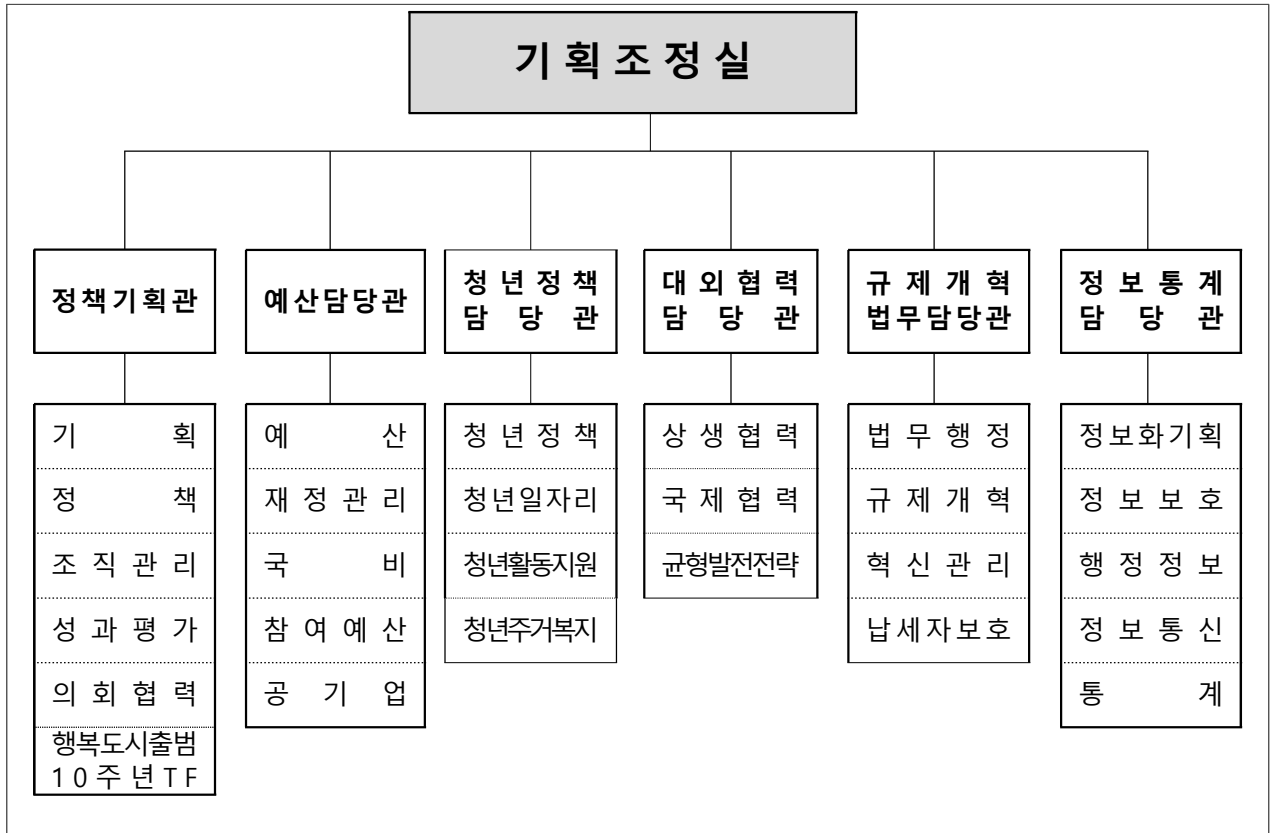 기획조정실
정책기획관
예산담당관
청년정책
담당관
대외협력
담당관
규제개혁
법무담당관
정보통계
담당관
기획
정책
조직관리
성과평가
의회협력
행복도시출범
10주년TF
예산
재정관리
국비
참여예산
공기업
청년정책
청년일자리
청년활동지원
청년주거복지
상생협력
국제협력
균형발전전략
법무행정
규제개혁
혁신관리
납세자보호
정보화기획
정보보호
행정정보
정보통신
통계